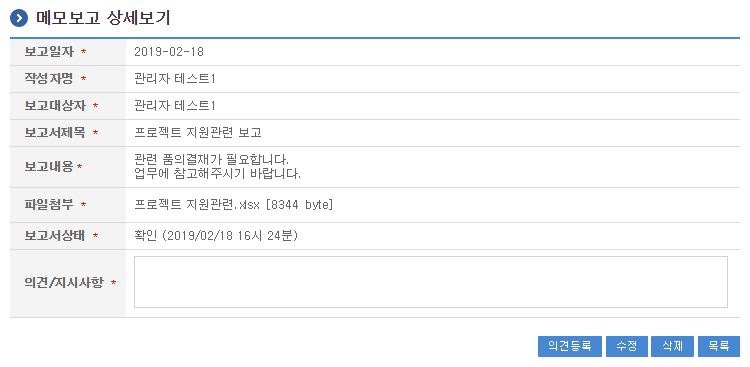 메모보고 상세보기
보고일자 * 2019-02-18
작성자명 * 관리자 테스트1
보고대상자 * 관리자 테스트1
보고서제목 * 프로젝트 지원관련 보고
보고내용 * 관련 품의결재가 필요합니다.
업무에 참고해주시기 바랍니다.
파일첨부 * 프로젝트 지원관련.xlsx [8344 byte]
보고서상태 * 확인 (2019/02/18 16시 24분)
의견/지시사항 *
의견등록 수정 삭제 목록